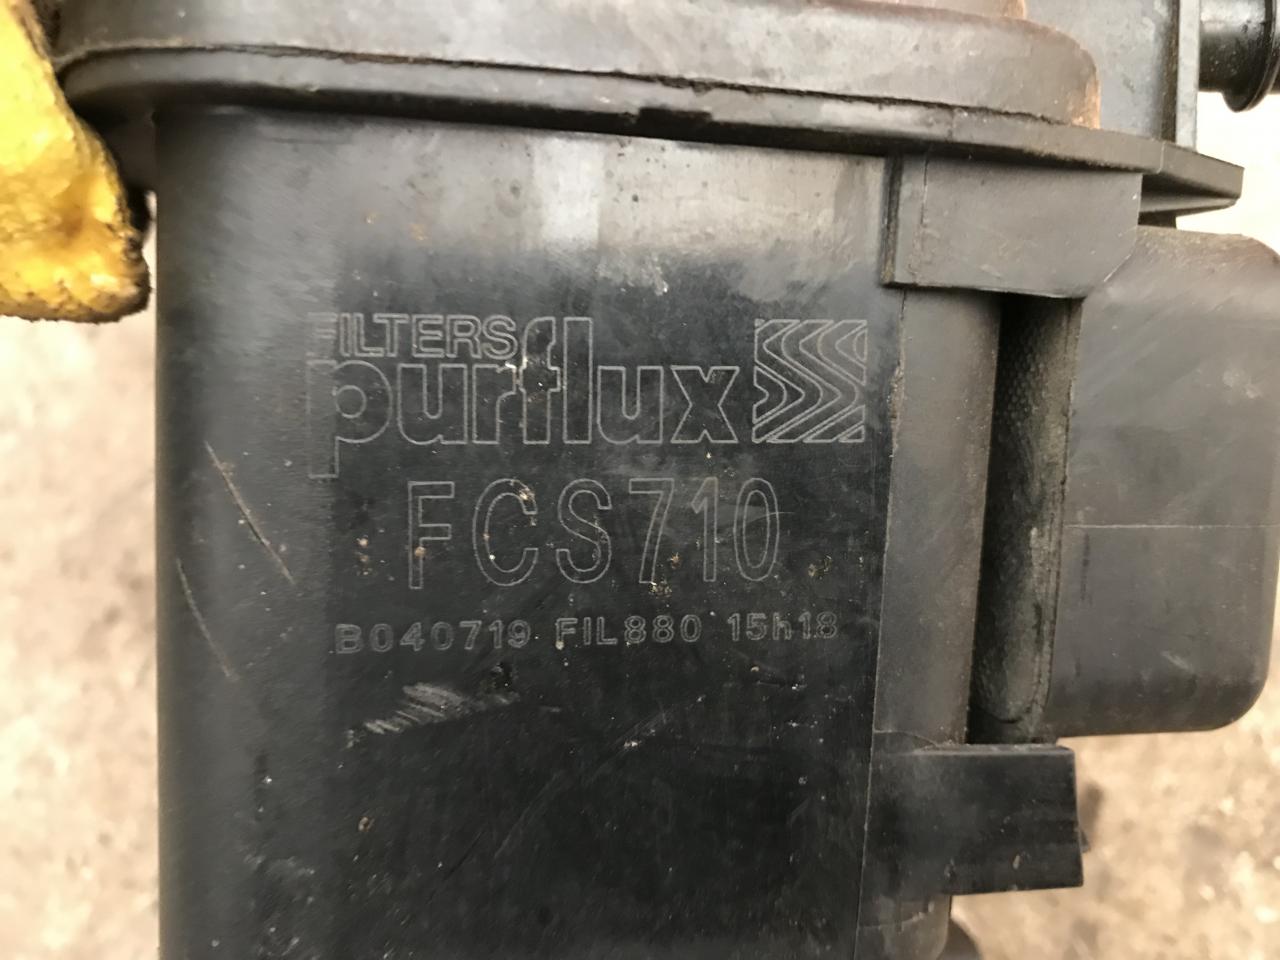 FILTERS
purflux
FCS710
B040719 FIL880 15h18